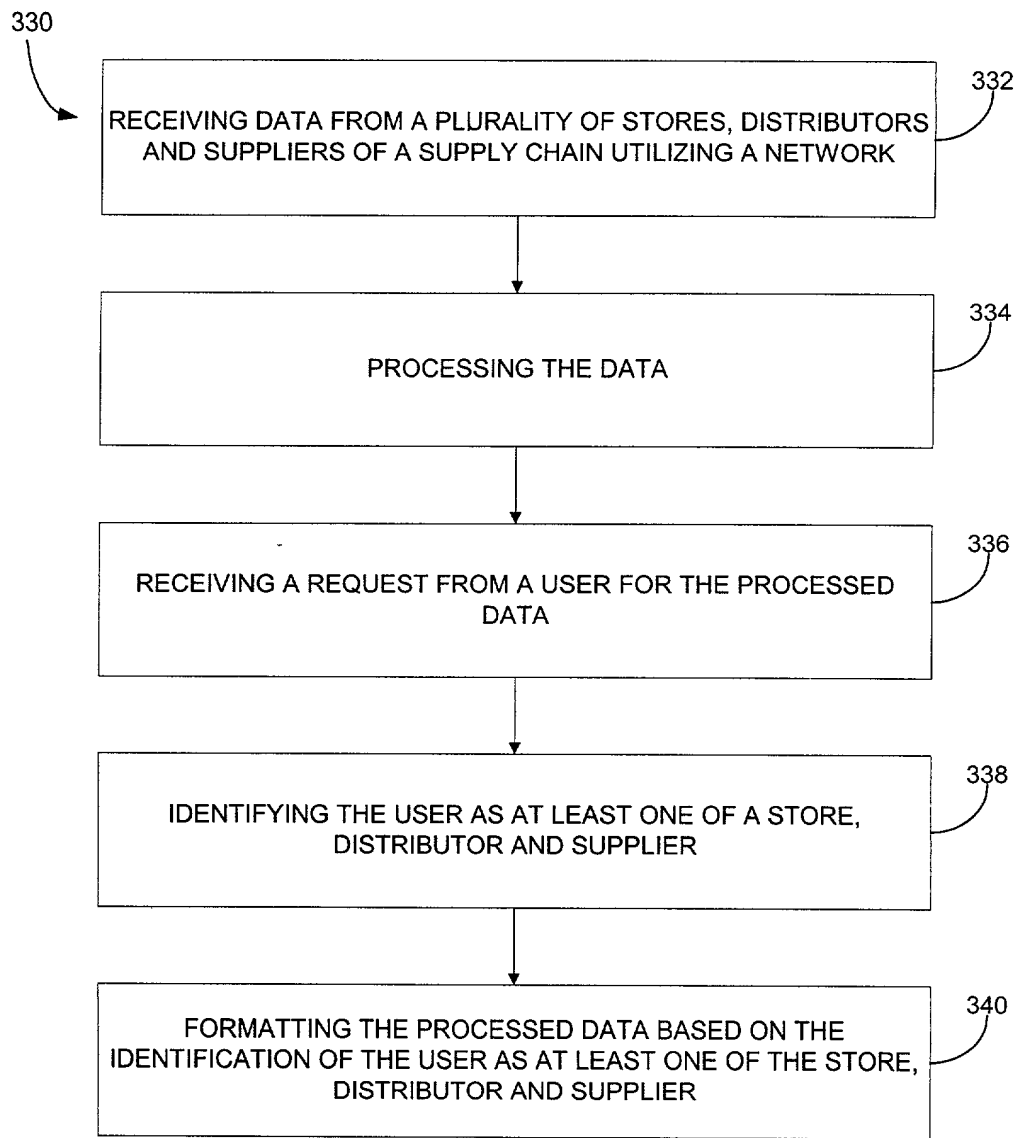 330
332
RECEIVING DATA FROM A PLURALITY OF STORES, DISTRIBUTORS
AND SUPPLIERS OF A SUPPLY CHAIN UTILIZING A NETWORK
334
PROCESSING THE DATA
336
RECEIVING A REQUEST FROM A USER FOR THE PROCESSED
DATA
338
IDENTIFYING THE USER AS AT LEAST ONE OF A STORE,
DISTRIBUTOR AND SUPPLIER
340
FORMATTING THE PROCESSED DATA BASED ON THE
IDENTIFICATION OF THE USER AS AT LEAST ONE OF THE STORE,
DISTRIBUTOR AND SUPPLIER